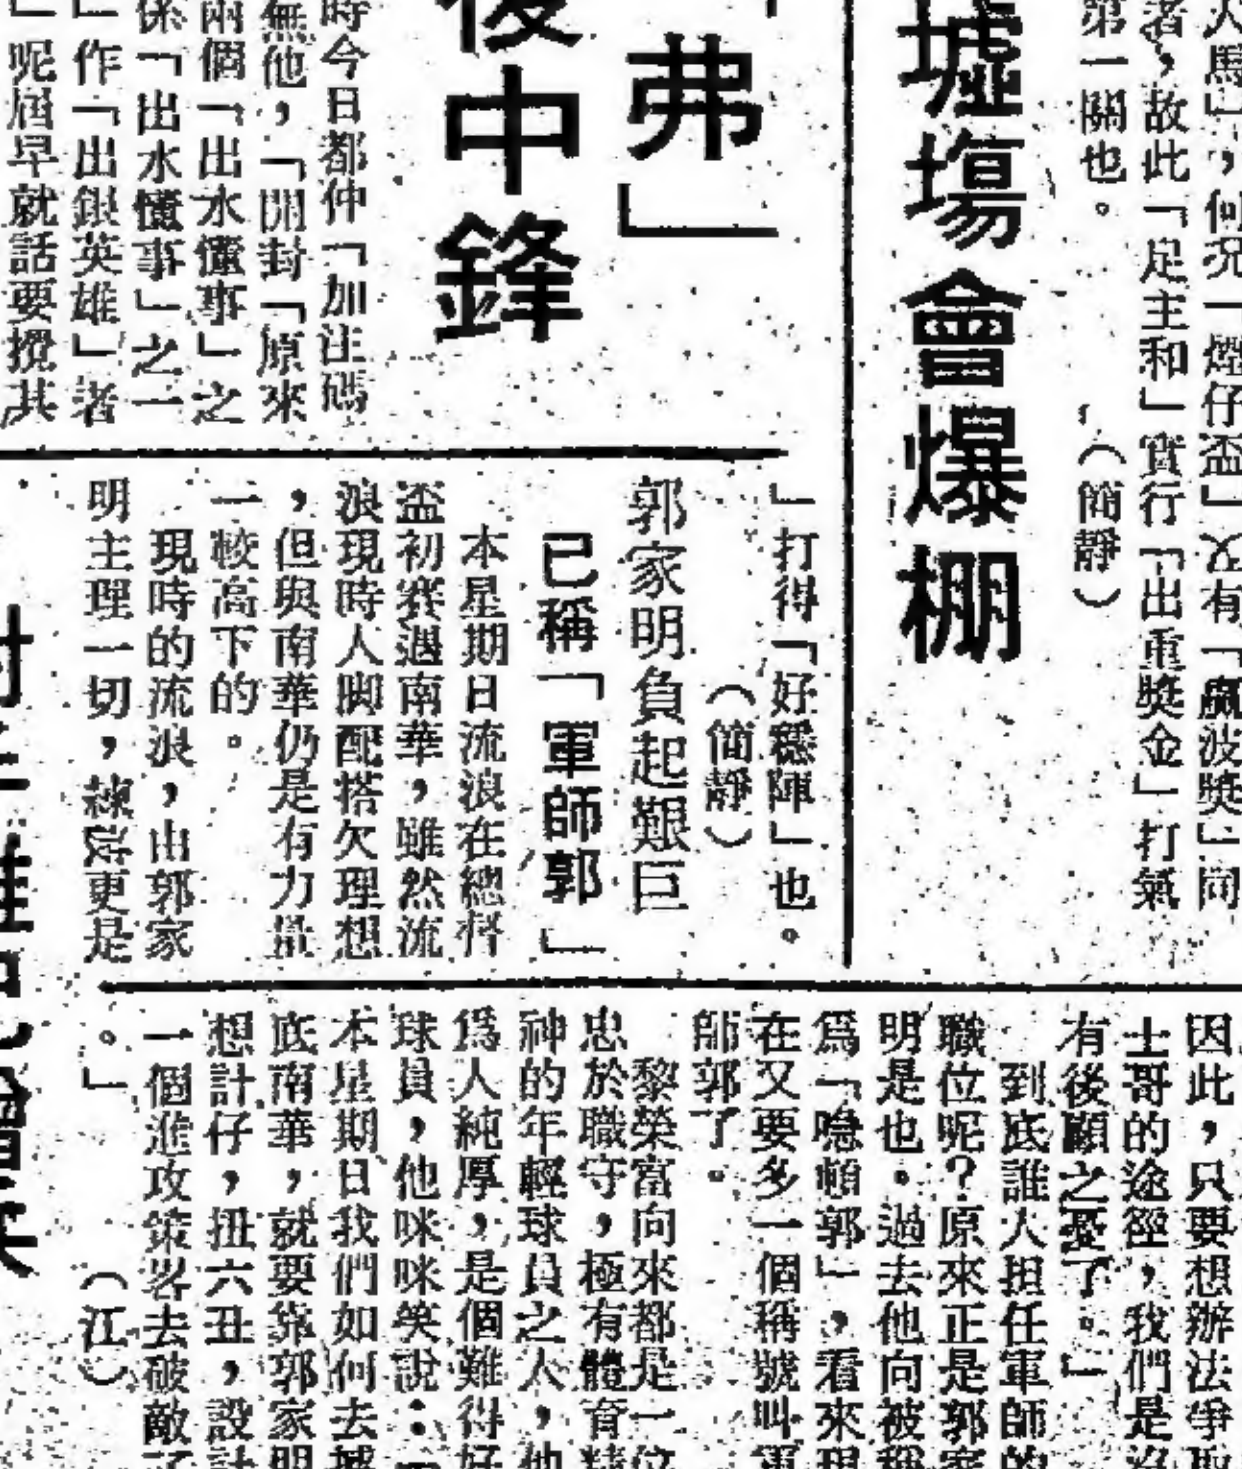 人馬」,何況「燈仔盃」又有「贏波獎」同
者,故此「足主和」實行「出重獎金」打氣
第一關也。
(簡靜)
墟塲會爆棚
弗」
後中鋒
時今日都仲「加注碼
無他,「開封「原來
兩個「出水懂事」之
係「出水懂事」之一
」作「出銀英雄」者
」呢屆早就話要攪其
」打得「好穩陣」也。
(簡靜)
郭家明負起艱巨
已稱「軍師郭」
本星期日流浪在總督
盃初賽遇南華,雖然流
浪現時人脚配搭欠理想
,但與南華仍是有力量
一較高下的。
現時的流浪,由郭家
明主理一切,練定更是
因此,只要想辦法爭取
士哥的途徑,我們是沒
有後顧之憂了。」
到底誰人担任軍師的
職位呢?原來正是郭家
明是也。過去他向被稱
為「噏頓郭」,看來現
在又要多一個稱號叫軍
師郭了。
黎榮富向來都是一位
忠於職守,極有體育精
神的年輕球員之人,他
為人純厚,是個難得好
球員,他咪咪笑說:「
本星期日我們如何去
底南華,就要靠郭家明
想計仔,扭六丑,設計
一個進攻策畧去破敵了
。」
(江)